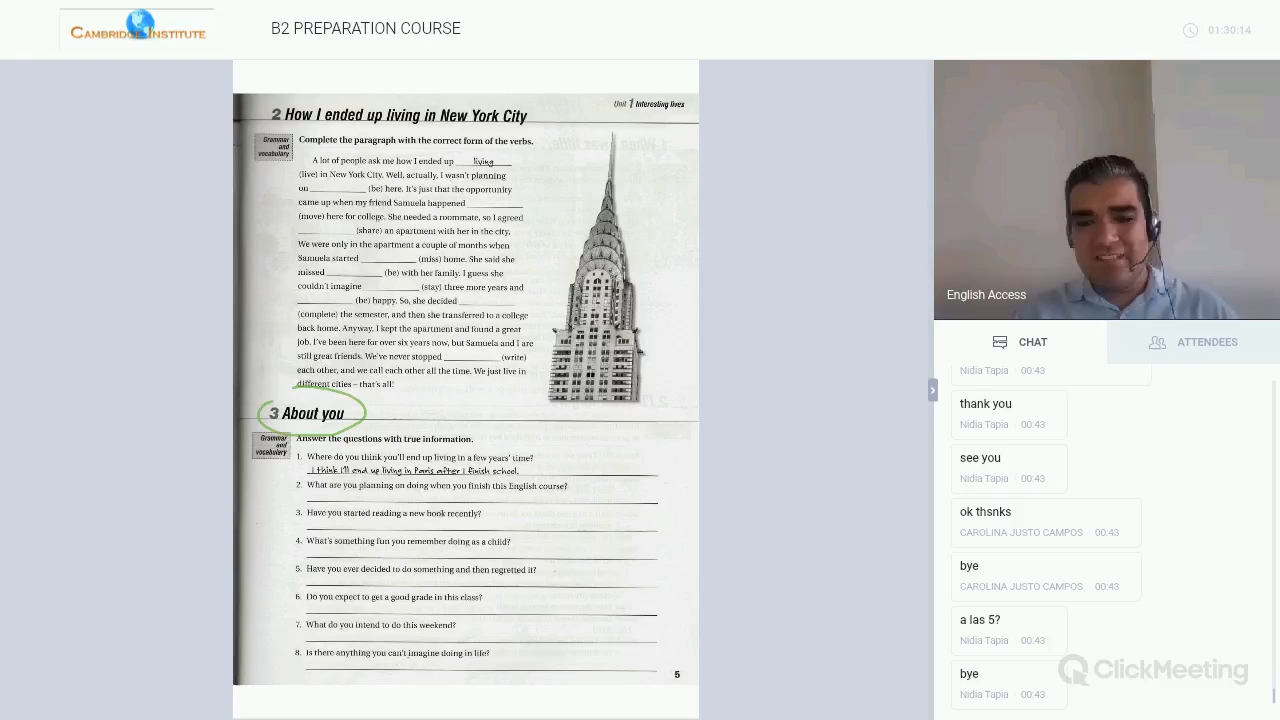 CAMBRIDGE INSTITUTE
B2 PREPARATION COURSE
01:30:14
Unit 1 Interesting lives
2 How I ended up living in New York City
Grammar
and
vocabulary
Complete the paragraph with the correct form of the verbs.
A lot of people ask me how I ended up living
(live) in New York City. Well, actually, I wasn't planning
on ____________ (be) here. It's just that the opportunity
came up when my friend Samuela happened ____________
(move) here for college. She needed a roommate, so I agreed
____________ (share) an apartment with her in the city.
We were only in the apartment a couple of months when
Samuela started ____________ (miss) home. She said she
missed ____________ (be) with her family. I guess she
couldn't imagine ____________ (stay) three more years and
____________ (be) happy. So, she decided ____________
(complete) the semester, and then she transferred to a college
back home. Anyway, I kept the apartment and found a great
job. I've been here for over six years now, but Samuela and I are
still great friends. We've never stopped ____________ (write)
each other, and we call each other all the time. We just live in
different cities – that's all!
3 About you
Grammar
and
vocabulary
Answer the questions with true information.
1. Where do you think you'll end up living in a few years' time?
I think I'll end up living in Paris after I finish school.
2. What are you planning on doing when you finish this English course?
3. Have you started reading a new book recently?
4. What's something fun you remember doing as a child?
5. Have you ever decided to do something and then regretted it?
6. Do you expect to get a good grade in this class?
7. What do you intend to do this weekend?
8. Is there anything you can't imagine doing in life?
5
English Access
CHAT
ATTENDEES
Nidia Tapia 00:43
thank you
Nidia Tapia 00:43
see you
Nidia Tapia 00:43
ok thsnks
CAROLINA JUSTO CAMPOS 00:43
bye
CAROLINA JUSTO CAMPOS 00:43
a las 5?
Nidia Tapia 00:43
bye
Nidia Tapia 00:43
ClickMeeting